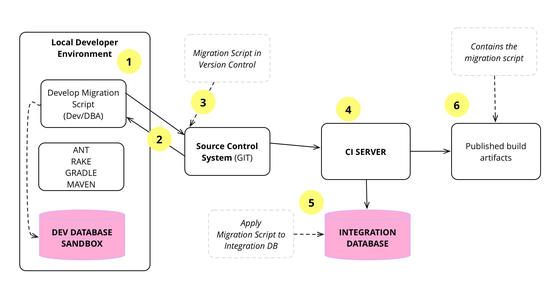 Local Developer
Environment
1
Develop Migration
Script
(Dev/DBA)
ANT
RAKE
GRADLE
MAVEN
DEV DATABASE
SANDBOX
2
Migration Script in
Version Control
3
Source Control
System (GIT)
4
CI SERVER
5
Apply
Migration Script to
Integration DB
INTEGRATION
DATABASE
Contains the
migration script
6
Published build
artifacts